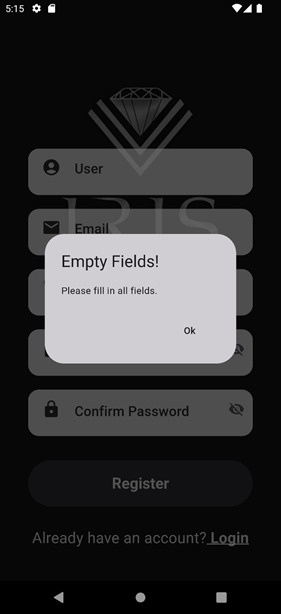 5:15
User
IRIS
Email
Empty Fields!
Please fill in all fields.
Ok
Confirm Password
Register
Already have an account? Login